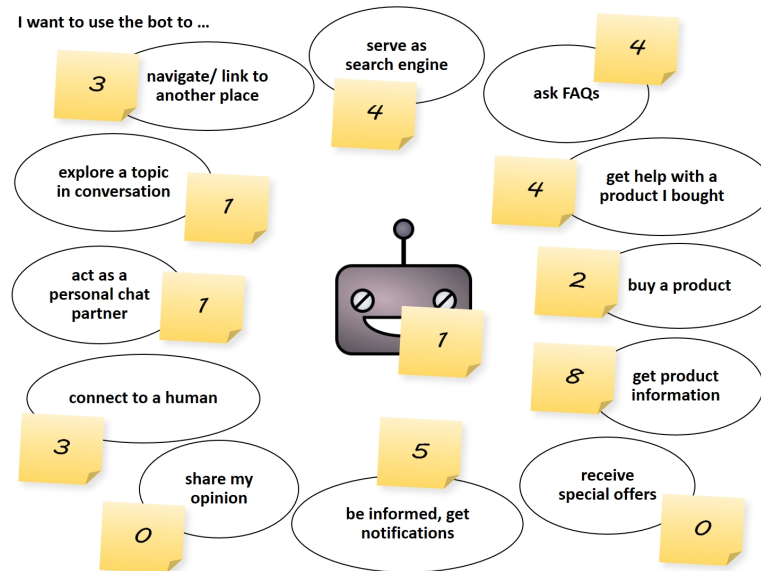 I want to use the bot to ...
3
navigate/ link to
another place
serve as
search engine
4
4
ask FAQs
explore a topic
in conversation
1
4
get help with a
product I bought
act as a
personal chat
partner
1
1
2
buy a product
8
get product
information
connect to a human
3
5
be informed, get
notifications
share my
opinion
0
receive
special offers
0